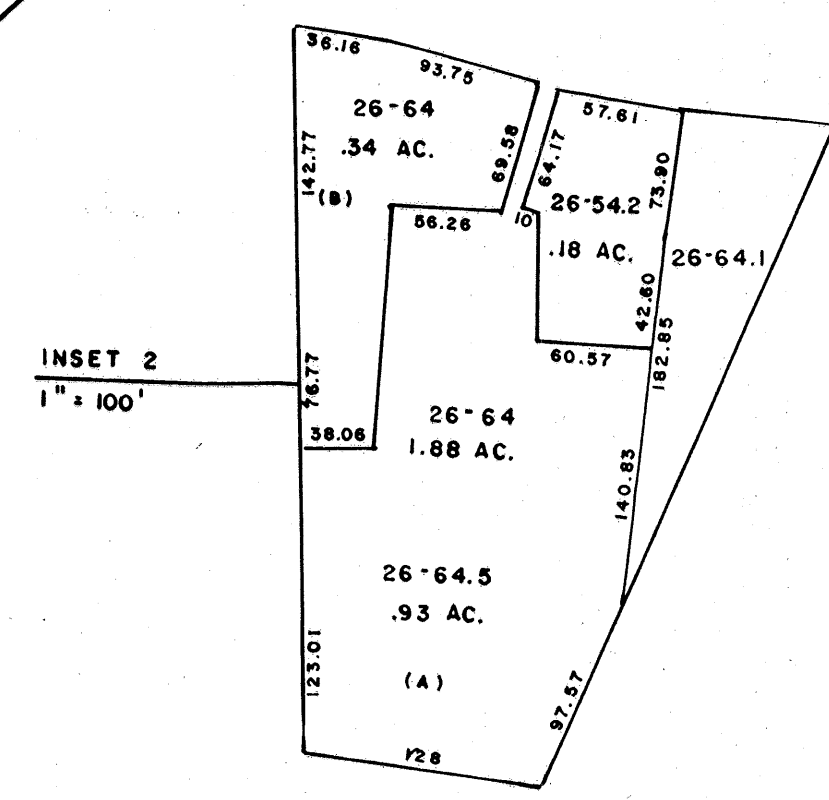 36.16
93.75
57.61
26-64
.34 AC.
142.77
(B)
69.58
64.17
73.90
56.26
10
26-54.2
.18 AC.
26-64.1
42.60
60.57
182.85
INSET 2
1" = 100'
76.77
38.06
26-64
1.88 AC.
140.83
26-64.5
.93 AC.
123.01
(A)
97.57
128